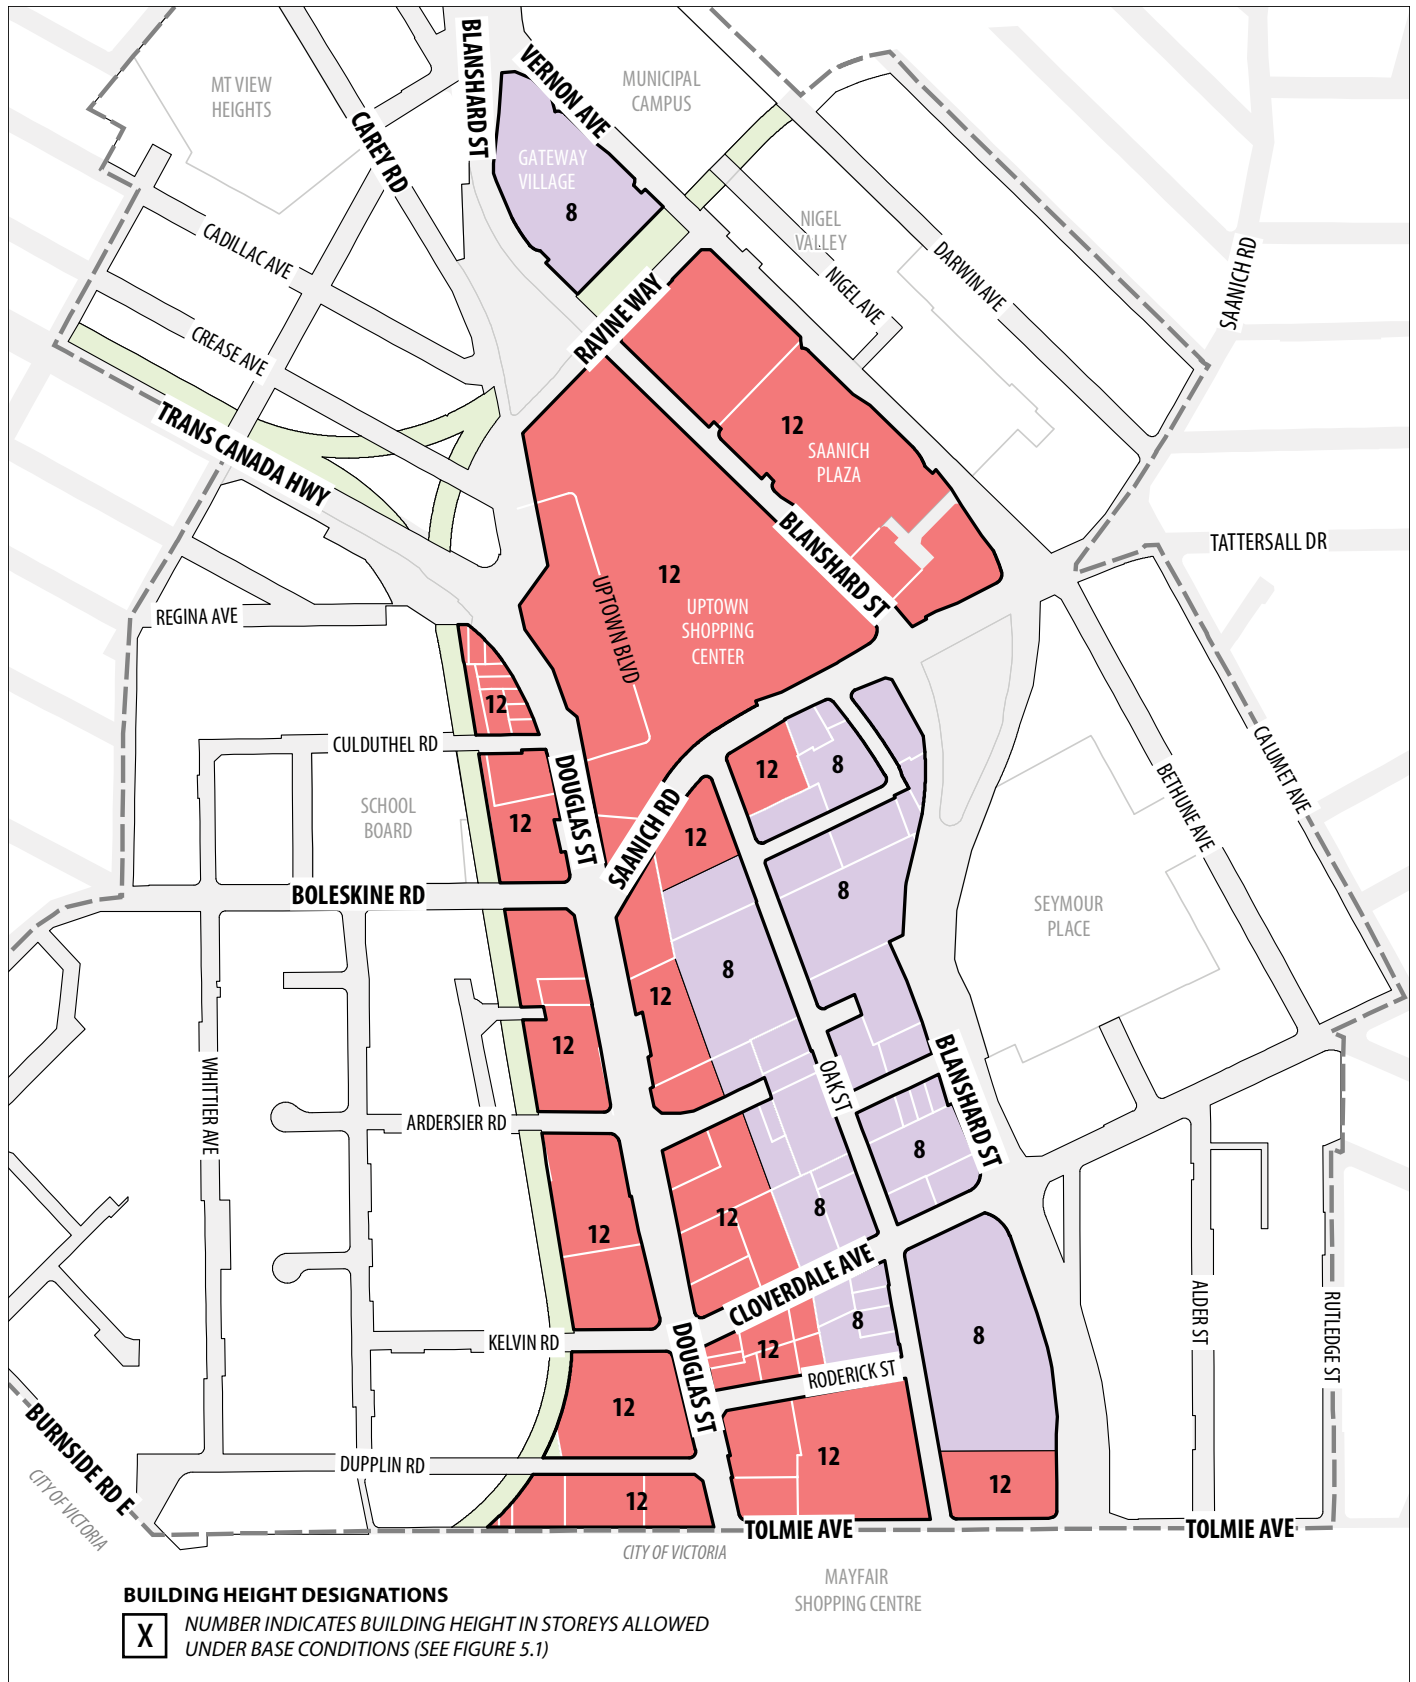 BLANSHARD ST
VERNON AVE
MUNICIPAL
CAMPUS
MT VIEW
HEIGHTS
CAREY RD
GATEWAY
VILLAGE
8
NIGEL
VALLEY
CADILLAC AVE
DARWIN AVE
SAANICH RD
NIGEL AVE
RAVINE WAY
CREASE AVE
TRANS CANADA HWY
12
SAANICH
PLAZA
BLANSHARD ST
TATTERSALL DR
12
UPTOWN BLVD
UPTOWN
SHOPPING
CENTER
REGINA AVE
12
CULDUTHEL RD
DOUGLAS ST
12
8
CALUMET AVE
BETHUNE AVE
SCHOOL
BOARD
12
SAANICH RD
12
BOLESKINE RD
8
SEYMOUR
PLACE
8
12
12
WHITTIER AVE
OAK ST
BLANSHARD ST
ARDERSIER RD
8
12
12
8
CLOVERDALE AVE
KELVIN RD
DOUGLAS ST
12
8
8
ALDER ST
RUTLEDGE ST
RODERICK ST
12
BURNSIDE RD E
CITY OF VICTORIA
DUPPLIN RD
12
12
12
TOLMIE AVE
TOLMIE AVE
CITY OF VICTORIA
MAYFAIR
SHOPPING CENTRE
BUILDING HEIGHT DESIGNATIONS
X
NUMBER INDICATES BUILDING HEIGHT IN STOREYS ALLOWED
UNDER BASE CONDITIONS (SEE FIGURE 5.1)